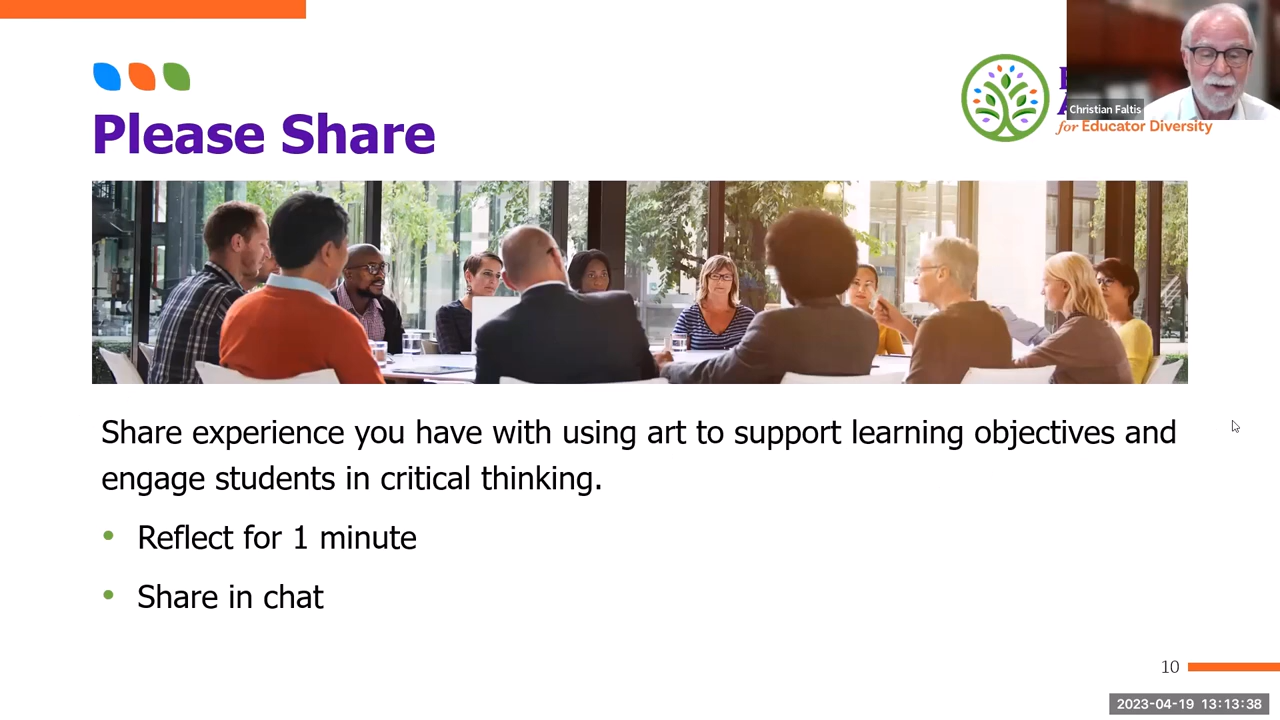 Christian Faltis
for Educator Diversity
Please Share
Share experience you have with using art to support learning objectives and
engage students in critical thinking.
• Reflect for 1 minute
• Share in chat
10
2023-04-19 13:13:38